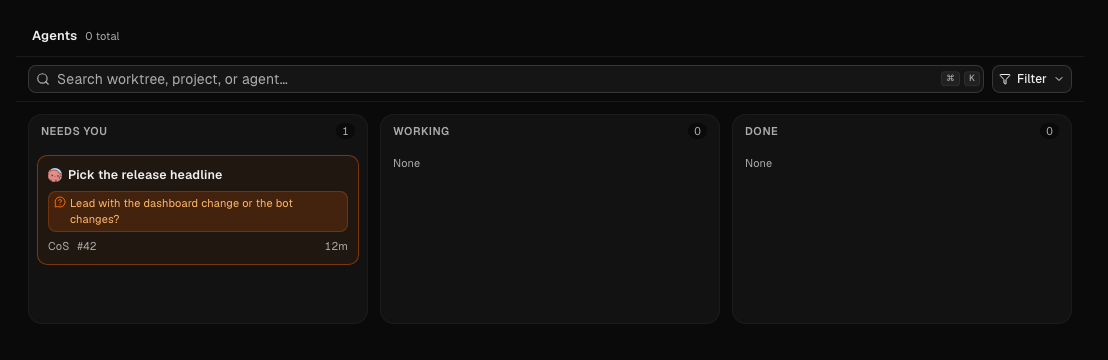 Agents 0 total
Search worktree, project, or agent… ⌘ K Filter
NEEDS YOU 1
Pick the release headline
Lead with the dashboard change or the bot
changes?
CoS #42 12m
WORKING 0
None
DONE 0
None